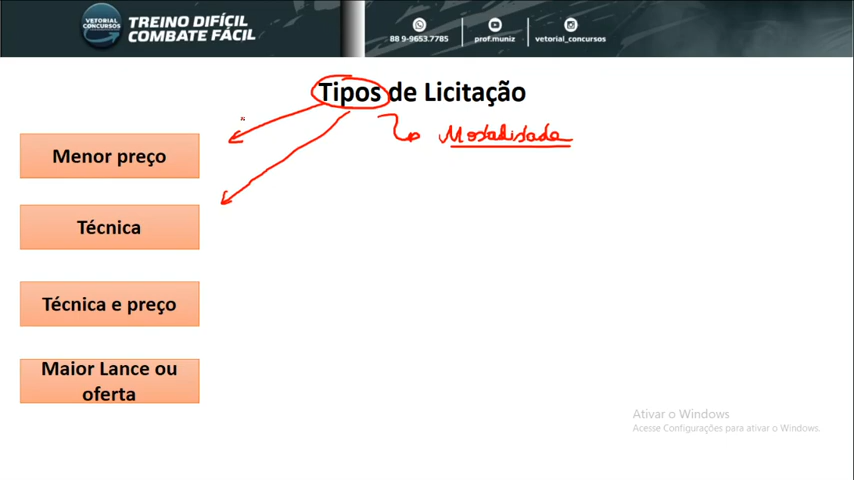 VETORIAL
CONCURSOS
TREINO DIFÍCIL
COMBATE FÁCIL
88 9-9653.7785
prof.muniz
vetorial_concursos
Tipos de Licitação
Modalidade
Menor preço
Técnica
Técnica e preço
Maior Lance ou
oferta
Ativar o Windows
Acesse Configurações para ativar o Windows.